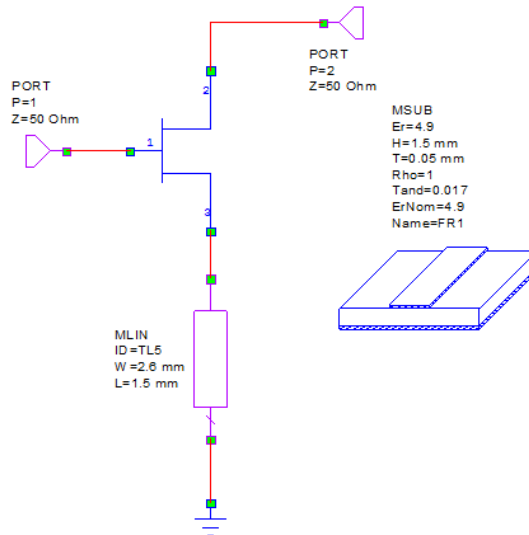 PORT
P=1
Z=50 Ohm
1
2
3
PORT
P=2
Z=50 Ohm
MSUB
Er=4.9
H=1.5 mm
T=0.05 mm
Rho=1
Tand=0.017
ErNom=4.9
Name=FR1
MLIN
ID=TL5
W=2.6 mm
L=1.5 mm